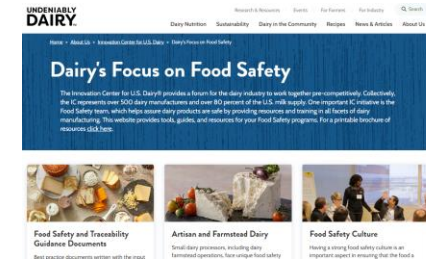 UNDENIABLY
DAIRY.
Research & Resources Events For Farmers For Industry Search
Dairy Nutrition Sustainability Dairy in the Community Recipes News & Articles About Us
Home • About Us • Innovation Center for U.S. Dairy • Dairy's Focus on Food Safety
Dairy's Focus on Food Safety
The Innovation Center for U.S. Dairy® provides a forum for the dairy industry to work together pre-competitively. Collectively,
the IC represents over 500 dairy manufacturers and over 80 percent of the U.S. milk supply. One important IC initiative is the
Food Safety team, which helps assure dairy products are safe by providing resources and training in all facets of dairy
manufacturing. This website provides tools, guides, and resources for your Food Safety programs. For a printable brochure of
resources click here.
Food Safety and Traceability
Guidance Documents
Best practice documents written with the input
Artisan and Farmstead Dairy
Small dairy processors, including dairy
farmstead operations, face unique food safety
Food Safety Culture
Having a strong food safety culture is an
important aspect in ensuring that the food s